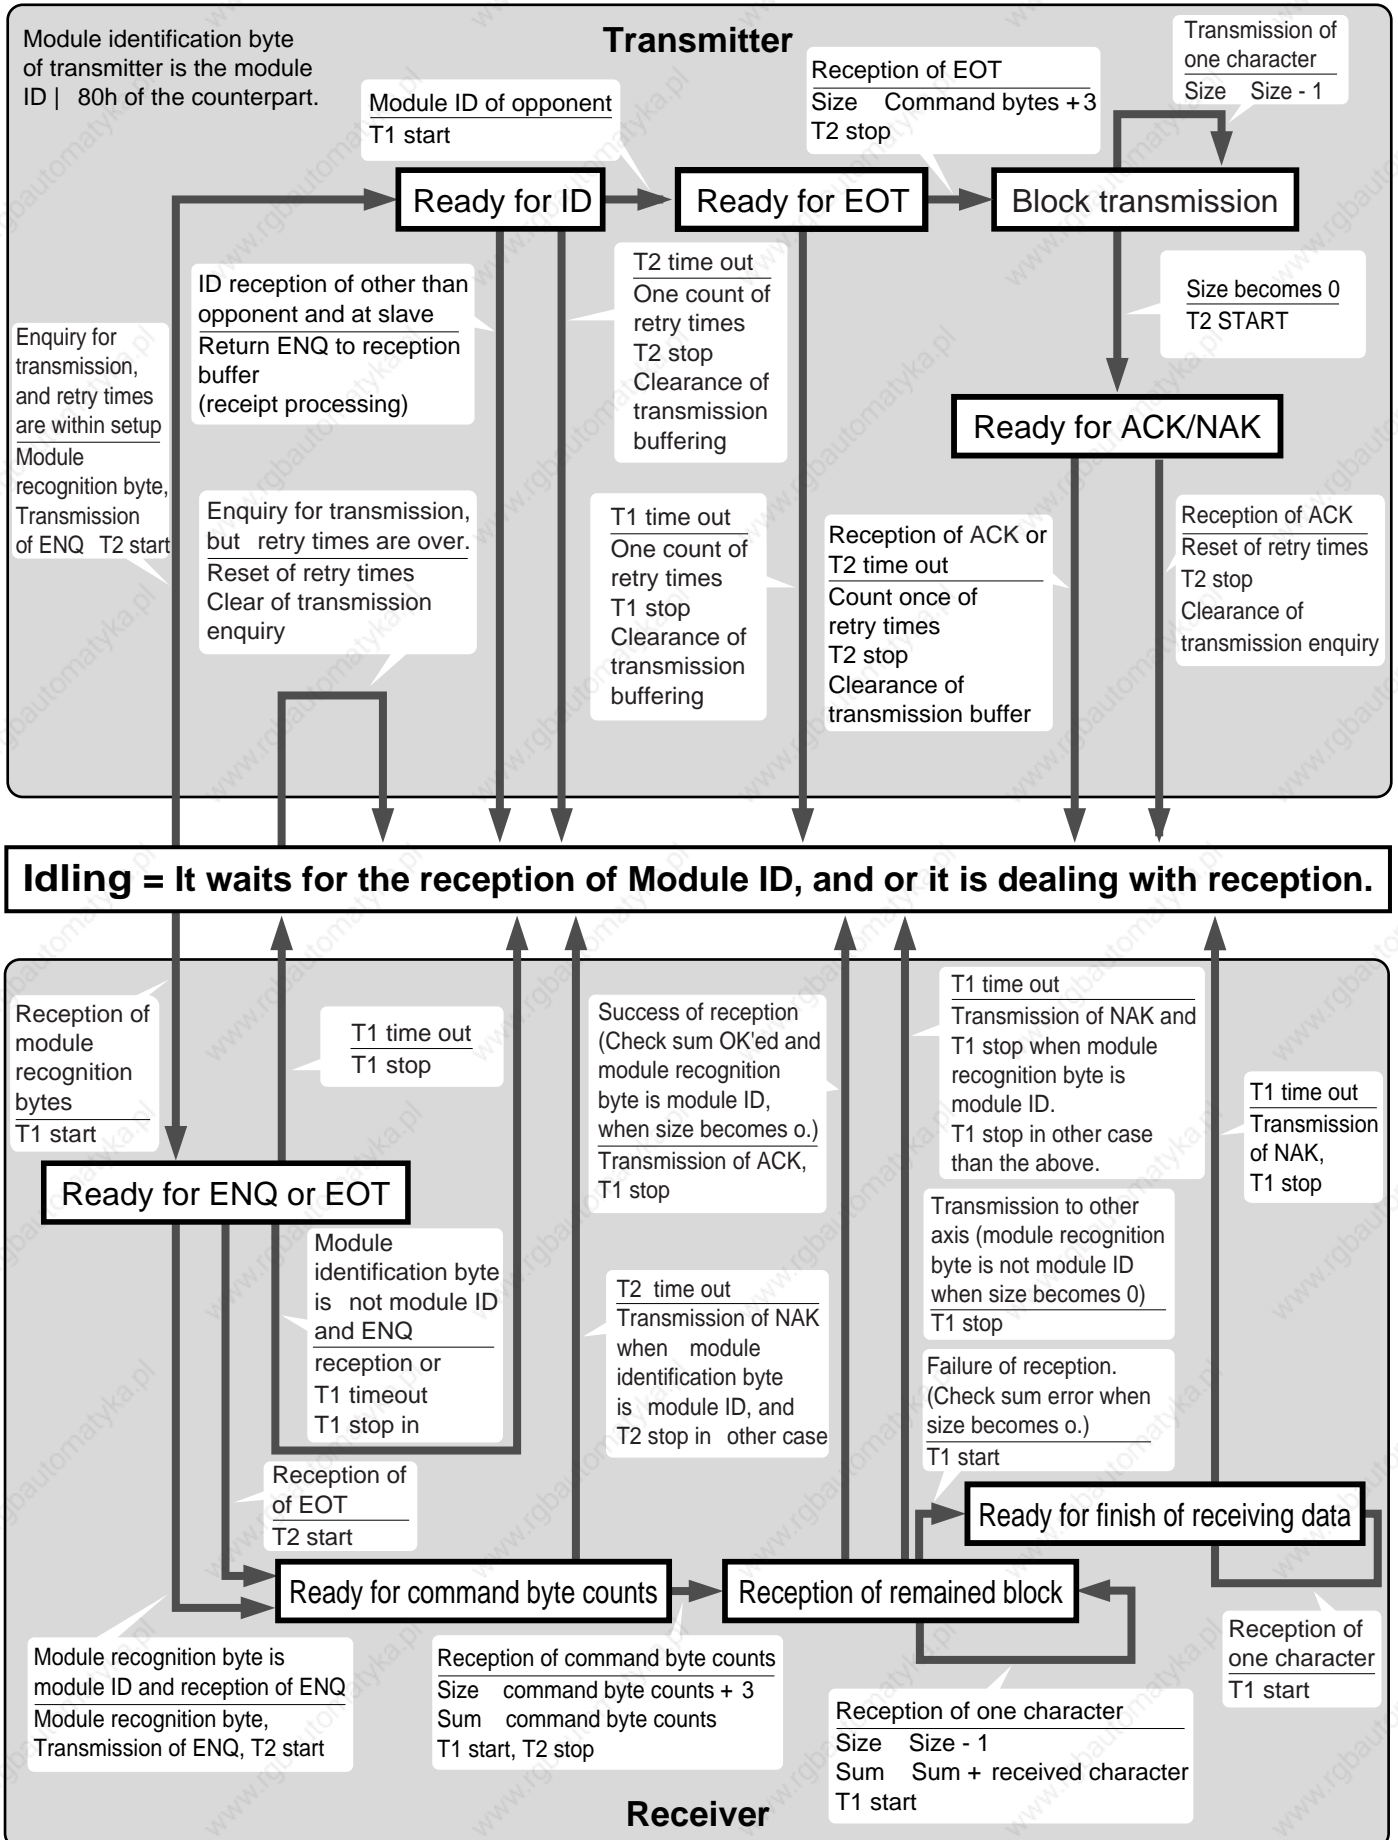 Transmitter
Module identification byte
of transmitter is the module
ID | 80h of the counterpart.
Module ID of opponent
T1 start
Reception of EOT
Size Command bytes +3
T2 stop
Transmission of
one character
Size Size - 1
Ready for ID
Ready for EOT
Block transmission
ID reception of other than
opponent and at slave
Return ENQ to reception
buffer
(receipt processing)
T2 time out
One count of
retry times
T2 stop
Clearance of
transmission
buffering
Size becomes 0
T2 START
Enquiry for
transmission,
and retry times
are within setup
Module
recognition byte,
Transmission
of ENQ T2 start
Ready for ACK/NAK
Enquiry for transmission,
but retry times are over.
Reset of retry times
Clear of transmission
enquiry
T1 time out
One count of
retry times
T1 stop
Clearance of
transmission
buffering
Reception of ACK or
T2 time out
Count once of
retry times
T2 stop
Clearance of
transmission buffer
Reception of ACK
Reset of retry times
T2 stop
Clearance of
transmission enquiry
Idling = It waits for the reception of Module ID, and or it is dealing with reception.
Reception of
module
recognition
bytes
T1 start
T1 time out
T1 stop
Success of reception
(Check sum OK'ed and
module recognition
byte is module ID,
when size becomes o.)
Transmission of ACK,
T1 stop
T1 time out
Transmission of NAK and
T1 stop when module
recognition byte is
module ID.
T1 stop in other case
than the above.
T1 time out
Transmission
of NAK,
T1 stop
Ready for ENQ or EOT
Module
identification byte
is not module ID
and ENQ
reception or
T1 timeout
T1 stop in
T2 time out
Transmission of NAK
when module
identification byte
is module ID, and
T2 stop in other case
Transmission to other
axis (module recognition
byte is not module ID
when size becomes 0)
T1 stop
Failure of reception.
(Check sum error when
size becomes o.)
T1 start
Reception of
of EOT
T2 start
Ready for finish of receiving data
Ready for command byte counts
Reception of remained block
Module recognition byte is
module ID and reception of ENQ
Module recognition byte,
Transmission of ENQ, T2 start
Reception of command byte counts
Size command byte counts + 3
Sum command byte counts
T1 start, T2 stop
Reception of one character
Size Size - 1
Sum Sum + received character
T1 start
Reception of
one character
T1 start
Receiver
www.rgbautomatyka.pl